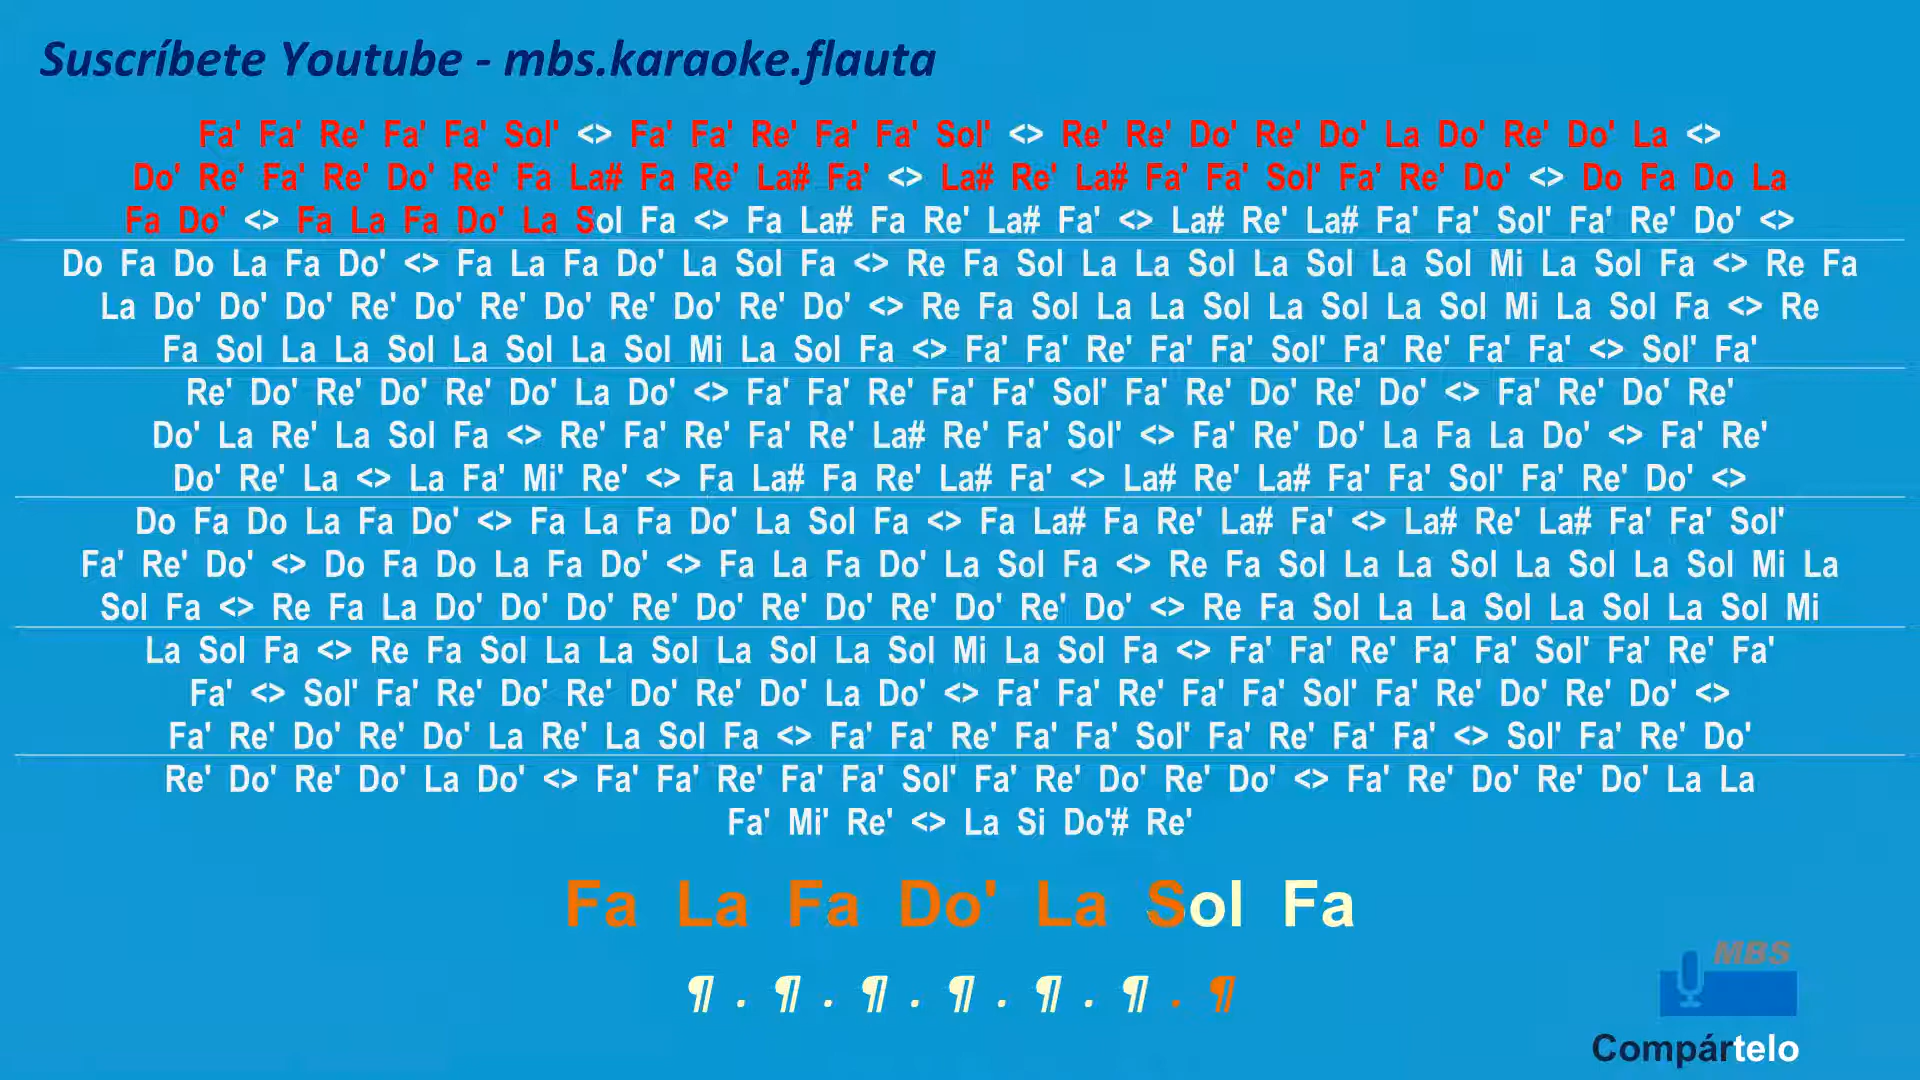 Suscríbete Youtube - mbs.karaoke.flauta
Fa' Fa' Re' Fa' Fa' Sol' <> Fa' Fa' Re' Fa' Fa' Sol' <> Re' Re' Do' Re' Do' La Do' Re' Do' La <>
Do' Re' Fa' Re' Do' Re' Fa La# Fa Re' La# Fa' <> La# Re' La# Fa' Fa' Sol' Fa' Re' Do' <> Do Fa Do La
Fa Do' <> Fa La Fa Do' La Sol Fa <> Fa La# Fa Re' La# Fa' <> La# Re' La# Fa' Fa' Sol' Fa' Re' Do' <>
Do Fa Do La Fa Do' <> Fa La Fa Do' La Sol Fa <> Re Fa Sol La La Sol La Sol La Sol Mi La Sol Fa <> Re Fa
La Do' Do' Do' Re' Do' Re' Do' Re' Do' Re' Do' <> Re Fa Sol La La Sol La Sol La Sol Mi La Sol Fa <> Re
Fa Sol La La Sol La Sol La Sol Mi La Sol Fa <> Fa' Fa' Re' Fa' Fa' Sol' Fa' Re' Fa' Fa' <> Sol' Fa'
Re' Do' Re' Do' Re' Do' La Do' <> Fa' Fa' Re' Fa' Fa' Sol' Fa' Re' Do' Re' Do' <> Fa' Re' Do' Re'
Do' La Re' La Sol Fa <> Re' Fa' Re' Fa' Re' La# Re' Fa' Sol' <> Fa' Re' Do' La Fa La Do' <> Fa' Re'
Do' Re' La <> La Fa' Mi' Re' <> Fa La# Fa Re' La# Fa' <> La# Re' La# Fa' Fa' Sol' Fa' Re' Do' <>
Do Fa Do La Fa Do' <> Fa La Fa Do' La Sol Fa <> Fa La# Fa Re' La# Fa' <> La# Re' La# Fa' Fa' Sol'
Fa' Re' Do' <> Do Fa Do La Fa Do' <> Fa La Fa Do' La Sol Fa <> Re Fa Sol La La Sol La Sol La Sol Mi La
Sol Fa <> Re Fa La Do' Do' Do' Re' Do' Re' Do' Re' Do' Re' Do' <> Re Fa Sol La La Sol La Sol La Sol Mi
La Sol Fa <> Re Fa Sol La La Sol La Sol La Sol Mi La Sol Fa <> Fa' Fa' Re' Fa' Fa' Sol' Fa' Re' Fa'
Fa' <> Sol' Fa' Re' Do' Re' Do' Re' Do' La Do' <> Fa' Fa' Re' Fa' Fa' Sol' Fa' Re' Do' Re' Do' <>
Fa' Re' Do' Re' Do' La Re' La Sol Fa <> Fa' Fa' Re' Fa' Fa' Sol' Fa' Re' Fa' Fa' <> Sol' Fa' Re' Do'
Re' Do' Re' Do' La Do' <> Fa' Fa' Re' Fa' Fa' Sol' Fa' Re' Do' Re' Do' <> Fa' Re' Do' Re' Do' La La
Fa' Mi' Re' <> La Si Do'# Re'
Fa La Fa Do' La Sol Fa
¶ . ¶ . ¶ . ¶ . ¶ . ¶ . ¶
MBS
Compártelo